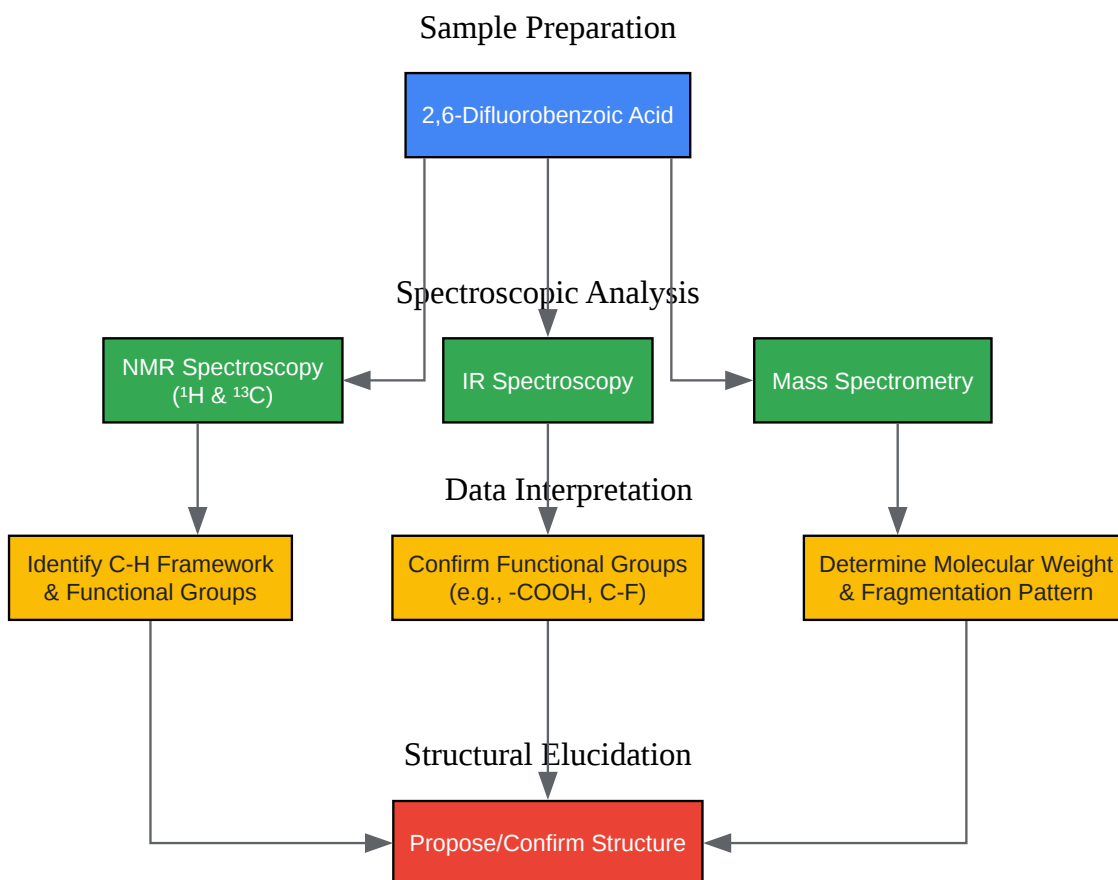 Sample Preparation
2,6-Difluorobenzoic Acid
Spectroscopic Analysis
NMR Spectroscopy
(¹H & ¹³C)
IR Spectroscopy
Mass Spectrometry
Data Interpretation
Identify C-H Framework
& Functional Groups
Confirm Functional Groups
(e.g., -COOH, C-F)
Determine Molecular Weight
& Fragmentation Pattern
Structural Elucidation
Propose/Confirm Structure